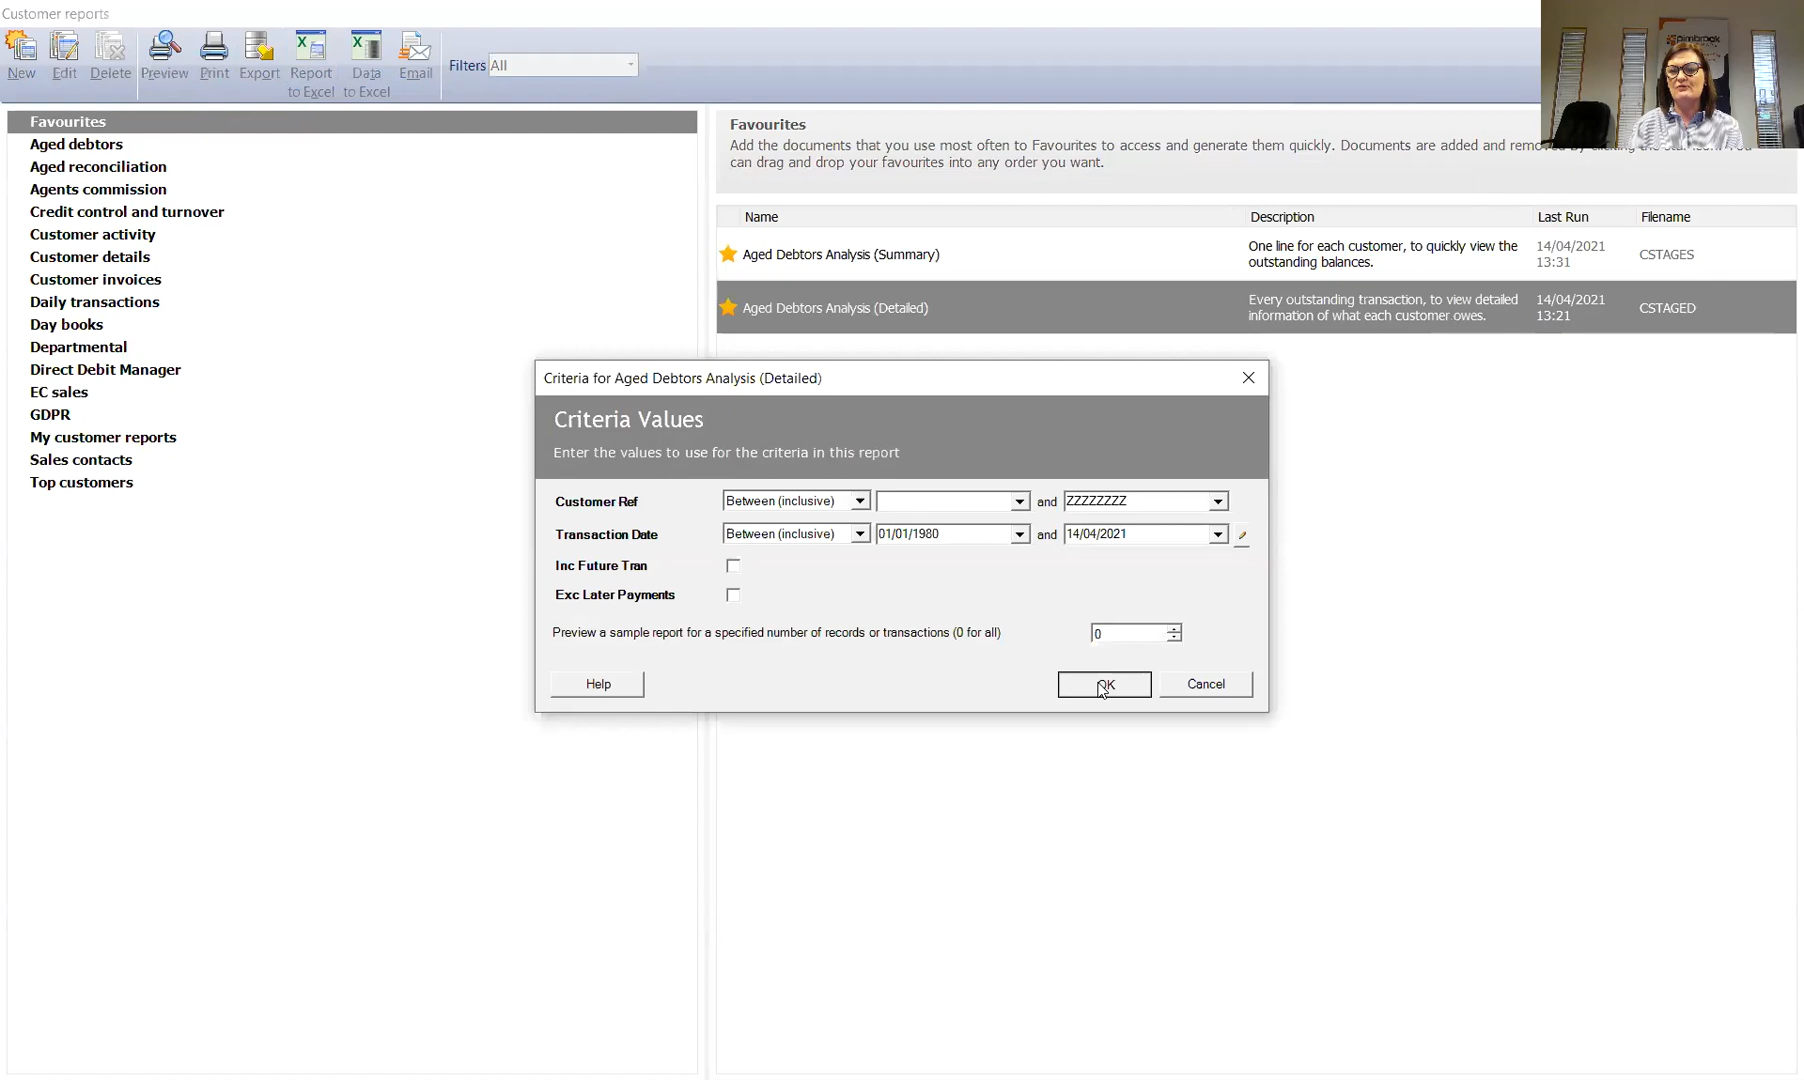 Customer reports
New
Edit
Delete
Preview
Print
Export
Report
to Excel
Data
to Excel
Email
Filters
All
Favourites
Aged debtors
Aged reconciliation
Agents commission
Credit control and turnover
Customer activity
Customer details
Customer invoices
Daily transactions
Day books
Departmental
Direct Debit Manager
EC sales
GDPR
My customer reports
Sales contacts
Top customers
Favourites
Add the documents that you use most often to Favourites to access and generate them quickly. Documents are added and
can drag and drop your favourites into any order you want.
Name Description Last Run Filename
Aged Debtors Analysis (Summary)
One line for each customer, to quickly view the
outstanding balances.
14/04/2021
13:31
CSTAGES
Aged Debtors Analysis (Detailed)
Every outstanding transaction, to view detailed
information of what each customer owes.
14/04/2021
13:21
CSTAGED
Criteria for Aged Debtors Analysis (Detailed)
Criteria Values
Enter the values to use for the criteria in this report
Customer Ref Between (inclusive) and ZZZZZZZZ
Transaction Date Between (inclusive) 01/01/1980 and 14/04/2021
Inc Future Tran
Exc Later Payments
Preview a sample report for a specified number of records or transactions (0 for all) 0
Help OK Cancel